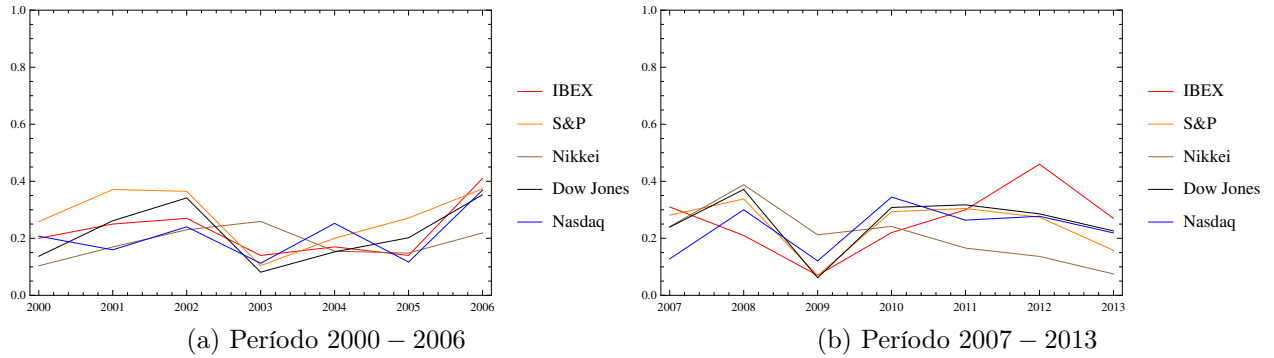 1.0
0.8
0.6
0.4
0.2
0.0
2000 2001 2002 2003 2004 2005 2006
IBEX
S&P
Nikkei
Dow Jones
Nasdaq
(a) Período 2000 – 2006
1.0
0.8
0.6
0.4
0.2
0.0
2007 2008 2009 2010 2011 2012 2013
IBEX
S&P
Nikkei
Dow Jones
Nasdaq
(b) Período 2007 – 2013